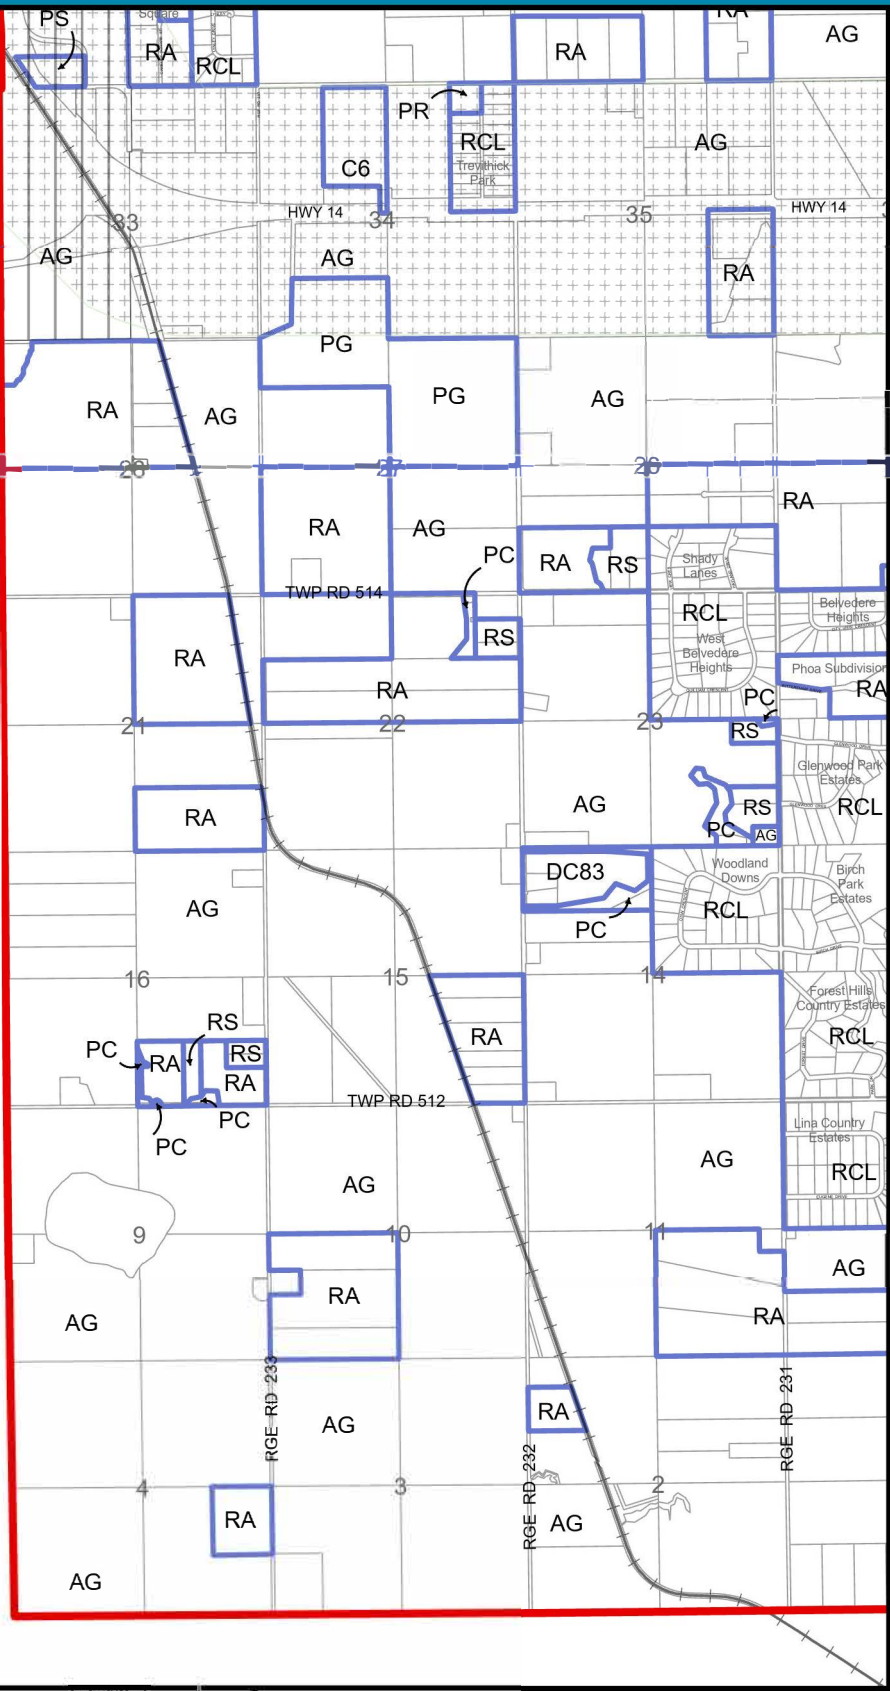 PS
Square
RA
RCL
RA
RA
AG
PR
RCL
Trevithick
Park
C6
AG
33
HWY 14
34
35
HWY 14
AG
AG
RA
PG
PG
RA
AG
AG
28
27
26
RA
RA
AG
PC
RA
RS
Shady
Lanes
TWP RD 514
RCL
West
Belvedere
Heights
Belvedere
Heights
RS
RA
Phoa Subdivision
RA
RA
PC
21
22
23
RS
Glenwood Park
Estates
AG
RS
RCL
RA
PC
AG
DC83
Woodland
Downs
Birch
Park
Estates
AG
RCL
PC
16
15
14
Forest Hills
Country Estates
RS
RCL
PC
RA
RS
RA
RA
PC
TWP RD 512
PC
Lina Country
Estates
AG
RCL
AG
9
10
11
AG
RA
RA
AG
RGE RD 233
RGE RD 231
RA
AG
RGE RD 232
4
3
2
RA
AG
AG